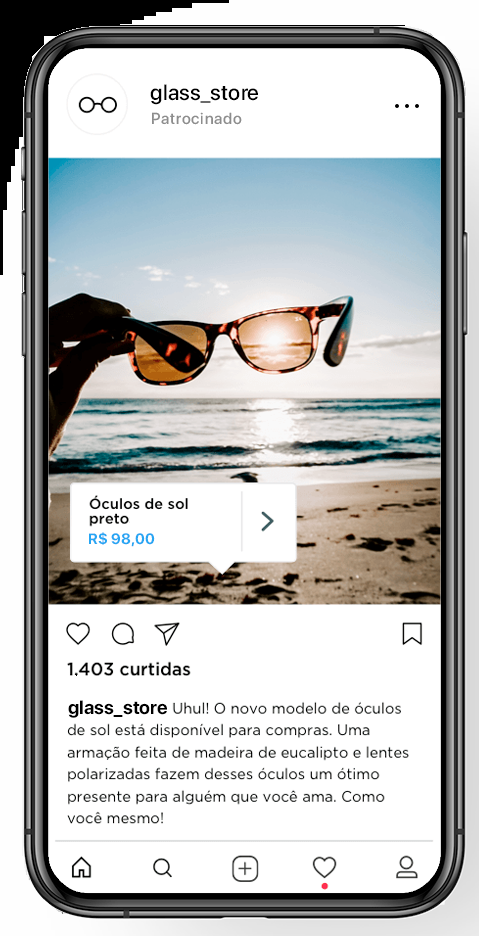 glass_store
Patrocinado
Óculos de sol
preto
R$ 98,00
1.403 curtidas
glass_store Uhul! O novo modelo de óculos
de sol está disponível para compras. Uma
armação feita de madeira de eucalipto e lentes
polarizadas fazem desses óculos um ótimo
presente para alguém que você ama. Como
você mesmo!